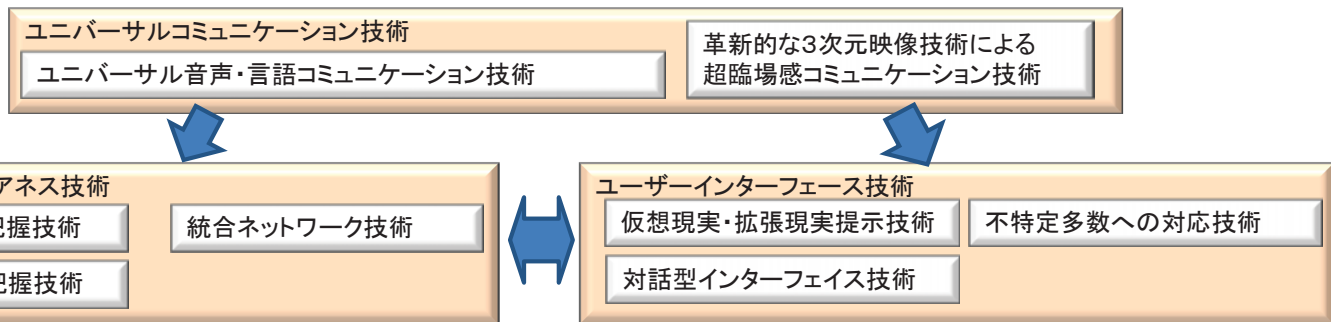 ユニバーサルコミュニケーション技術
ユニバーサル音声・言語コミュニケーション技術
革新的な3次元映像技術による
超臨場感コミュニケーション技術
アネス技術
把握技術
統合ネットワーク技術
把握技術
ユーザーインターフェース技術
仮想現実・拡張現実提示技術
不特定多数への対応技術
対話型インターフェイス技術